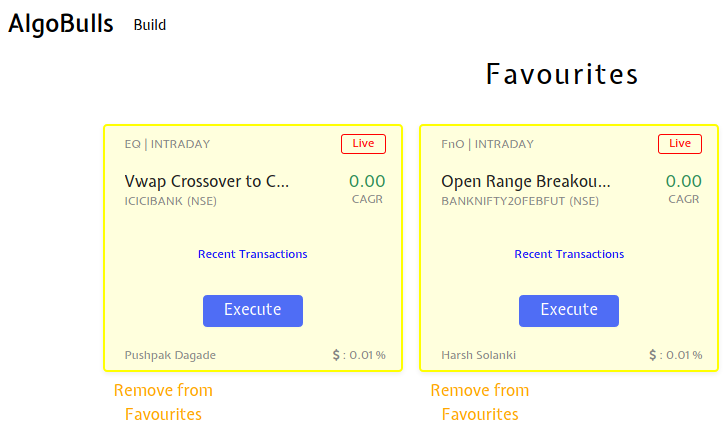 AlgoBulls Build
Favourites
EQ | INTRADAY Live
Vwap Crossover to C... 0.00
ICICIBANK (NSE) CAGR
Recent Transactions
Execute
Pushpak Dagade $ : 0.01 %
Remove from
Favourites
FnO | INTRADAY Live
Open Range Breakou... 0.00
BANKNIFTY20FEBFUT (NSE) CAGR
Recent Transactions
Execute
Harsh Solanki $ : 0.01 %
Remove from
Favourites